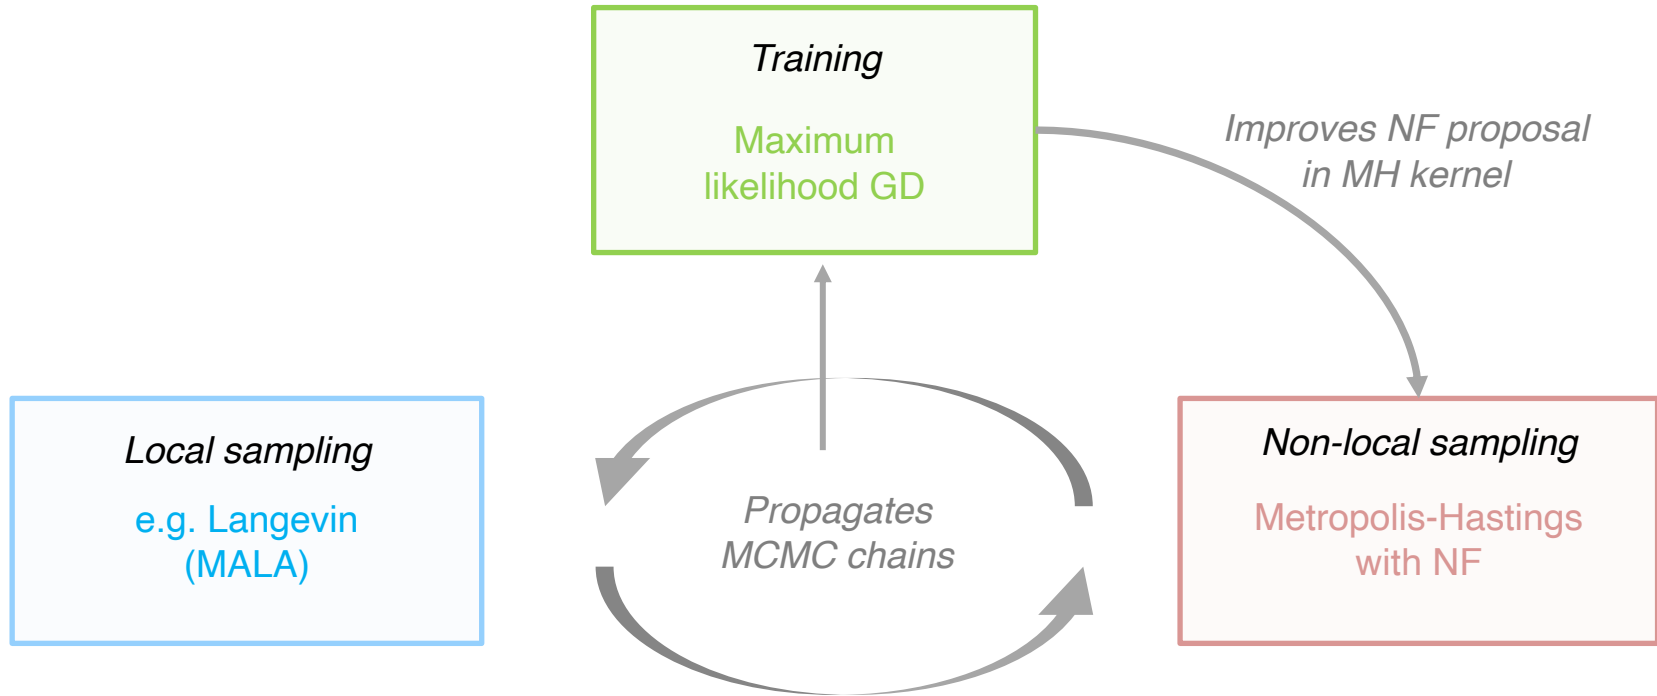 Training
Maximum
likelihood GD
Improves NF proposal
in MH kernel
Local sampling
e.g. Langevin
(MALA)
Propagates
MCMC chains
Non-local sampling
Metropolis-Hastings
with NF